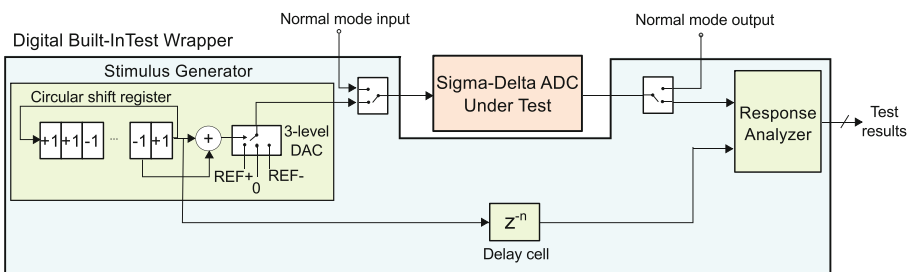 Normal mode input
Normal mode output
Digital Built-InTest Wrapper
Stimulus Generator
Circular shift register
+1 +1 -1 ... -1 +1
+
3-level
DAC
REF+
0
REF-
Sigma-Delta ADC
Under Test
Response
Analyzer
Test
results
z-n
Delay cell